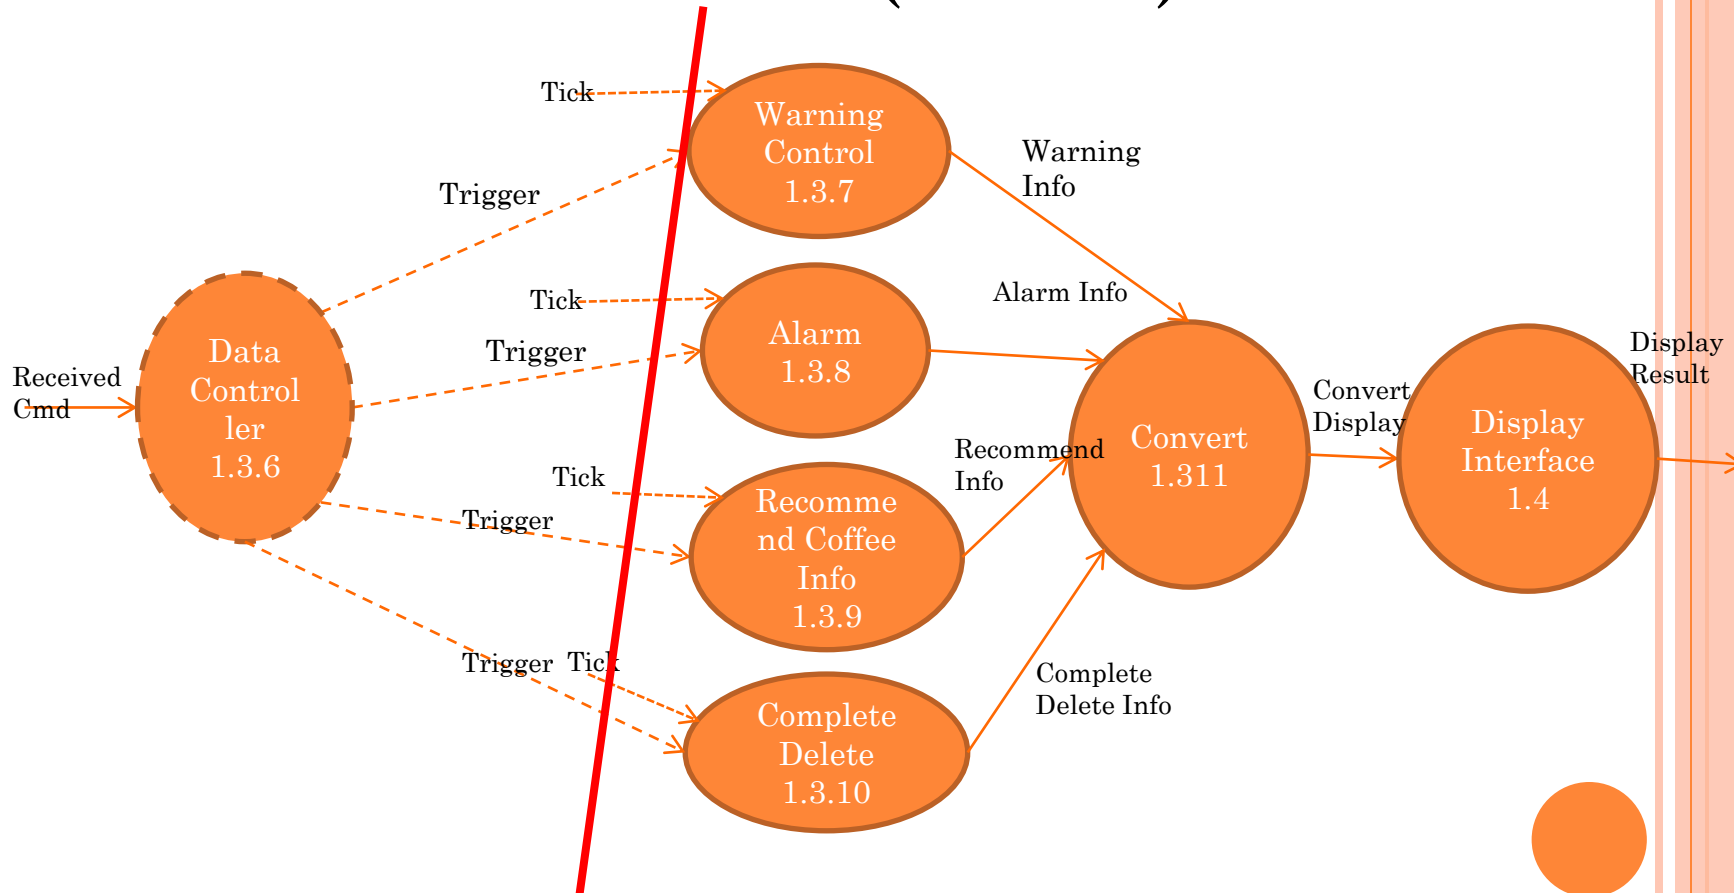 Tick
Warning
Control
1.3.7
Warning
Info
Trigger
Tick
Alarm Info
Alarm
1.3.8
Trigger
Data
Control
ler
1.3.6
Received
Cmd
Display
Result
Convert
Display
Display
Interface
1.4
Convert
1.311
Recommend
Info
Tick
Recomme
nd Coffee
Info
1.3.9
Trigger
Trigger
Tick
Complete
Delete
1.3.10
Complete
Delete Info